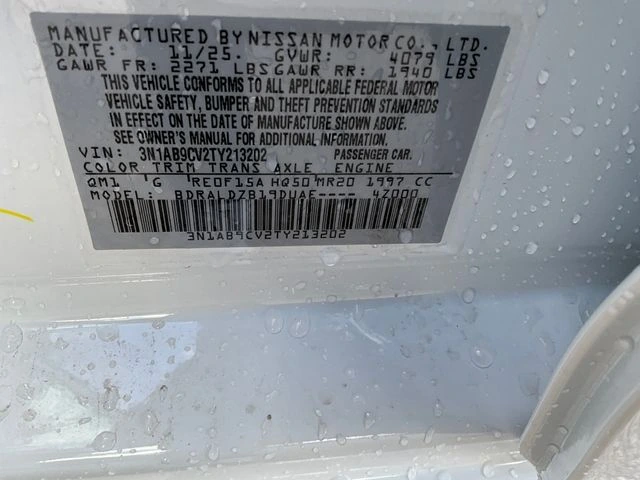 MANUFACTURED BY NISSAN MOTOR CO., LTD.
DATE: 11/25. GVWR: 4079 LBS
GAWR FR: 2271 LBS GAWR RR: 1940 LBS
THIS VEHICLE CONFORMS TO ALL APPLICABLE FEDERAL MOTOR
VEHICLE SAFETY, BUMPER AND THEFT PREVENTION STANDARDS
IN EFFECT ON THE DATE OF MANUFACTURE SHOWN ABOVE.
SEE OWNER'S MANUAL FOR ADDITIONAL INFORMATION.
VIN: 3N1AB9CV2TY213202 PASSENGER CAR.
COLOR TRIM TRANS AXLE ENGINE
QM1 'G RE0F15A HQ50 MR20 1997 CC
MODEL: BDRALDZB19DUAE---- 4Z000
3N1AB9CV2TY213202